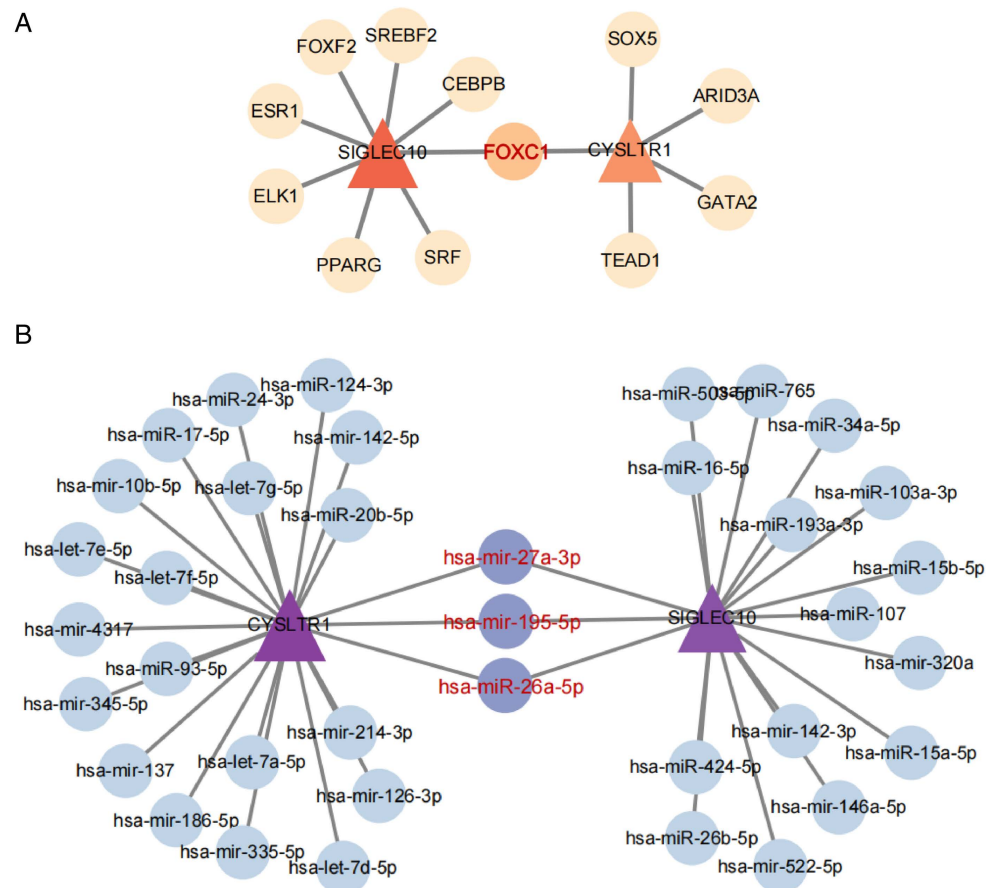 A
SREBF2
FOXF2
SOX5
CEBPB
ARID3A
ESR1
SIGLEC10
FOXC1
CYSLTR1
ELK1
GATA2
PPARG
SRF
TEAD1
B
hsa-miR-124-3p
hsa-miR-24-3p
hsa-miR-503-5p
hsa-miR-765
hsa-miR-17-5p
hsa-mir-142-5p
hsa-miR-34a-5p
hsa-miR-16-5p
hsa-mir-10b-5p
hsa-let-7g-5p
hsa-miR-103a-3p
hsa-miR-20b-5p
hsa-miR-193a-3p
hsa-let-7e-5p
hsa-mir-27a-3p
hsa-miR-15b-5p
hsa-let-7f-5p
hsa-miR-107
hsa-mir-4317
CYSLTR1
hsa-mir-195-5p
SIGLEC10
hsa-miR-93-5p
hsa-mir-320a
hsa-miR-26a-5p
hsa-mir-345-5p
hsa-miR-214-3p
hsa-miR-142-3p
hsa-miR-15a-5p
hsa-mir-137
hsa-let-7a-5p
hsa-miR-424-5p
hsa-mir-126-3p
hsa-mir-146a-5p
hsa-mir-186-5p
hsa-miR-26b-5p
hsa-mir-335-5p
hsa-let-7d-5p
hsa-mir-522-5p